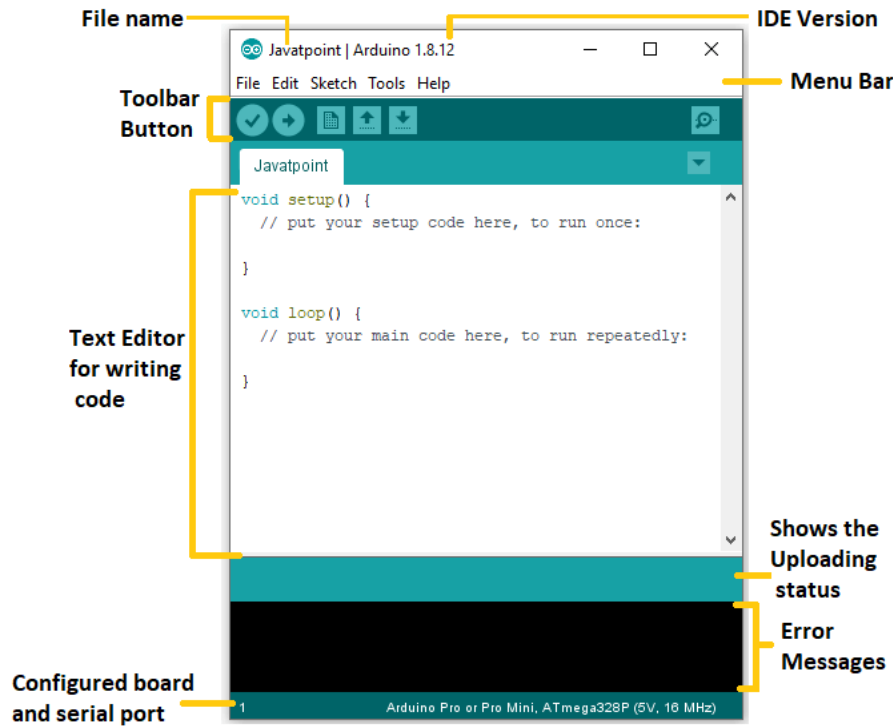 File name
IDE Version
Javatpoint | Arduino 1.8.12
File Edit Sketch Tools Help
Menu Bar
Toolbar
Button
Javatpoint
void setup() {
// put your setup code here, to run once:
}
void loop() {
// put your main code here, to run repeatedly:
}
Text Editor
for writing
code
Shows the
Uploading
status
Error
Messages
Configured board
and serial port
1
Arduino Pro or Pro Mini, ATmega328P (5V, 16 MHz)